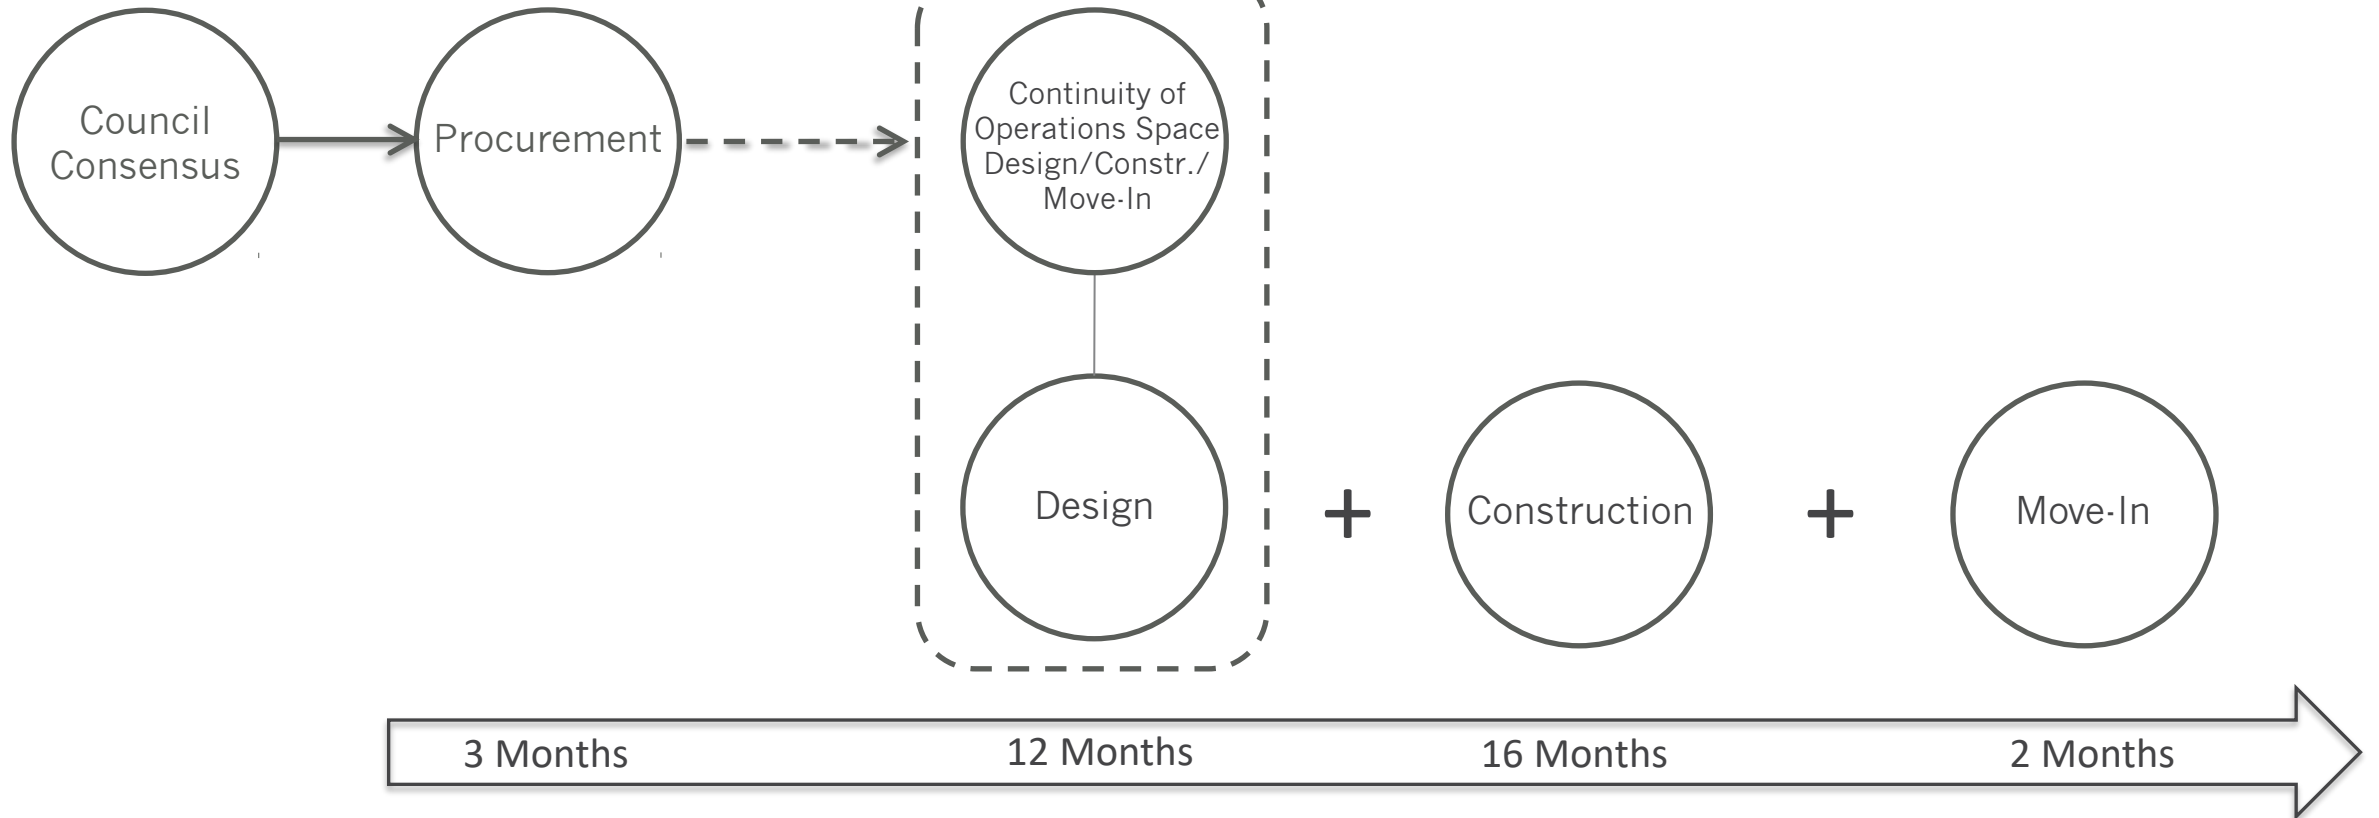 Council
Consensus
Procurement
Continuity of
Operations Space
Design/Constr./
Move-In
Design
+
Construction
+
Move-In
3 Months
12 Months
16 Months
2 Months